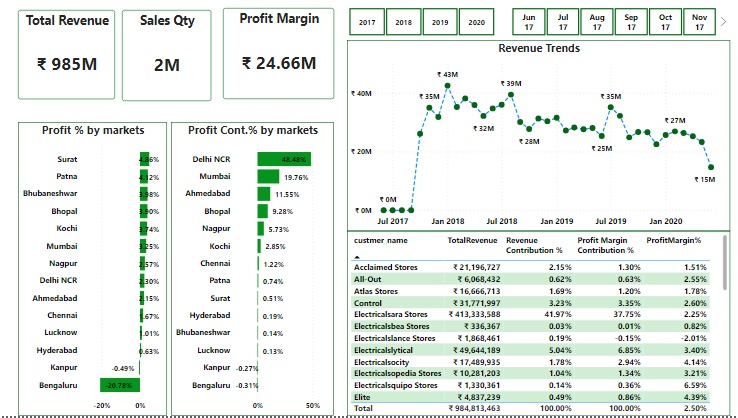 Total Revenue
₹ 985M
Sales Qty
2M
Profit Margin
₹ 24.66M
2017 2018 2019 2020
Jun 17 Jul 17 Aug 17 Sep 17 Oct 17 Nov 17
Profit % by markets
Surat 4.86%
Patna 4.12%
Bhubaneshwar 3.98%
Bhopal 3.90%
Kochi 3.74%
Mumbai 3.25%
Nagpur 2.57%
Delhi NCR 2.30%
Ahmedabad 2.15%
Chennai 1.67%
Lucknow 1.01%
Hyderabad 0.63%
Kanpur -0.49%
Bengaluru -20.78%
-20% 0%
Profit Cont.% by markets
Delhi NCR 48.48%
Mumbai 19.76%
Ahmedabad 11.55%
Bhopal 9.28%
Nagpur 5.73%
Kochi 2.85%
Chennai 1.22%
Patna 0.74%
Surat 0.51%
Hyderabad 0.19%
Bhubaneshwar 0.14%
Lucknow 0.13%
Kanpur -0.27%
Bengaluru -0.31%
0% 50%
Revenue Trends
₹ 40M
₹ 20M
₹ 0M
₹ 0M ₹ 35M ₹ 43M ₹ 32M ₹ 39M ₹ 28M ₹ 25M ₹ 35M ₹ 27M ₹ 15M
Jul 2017 Jan 2018 Jul 2018 Jan 2019 Jul 2019 Jan 2020
custmer name TotalRevenue Revenue Contribution % Profit Margin Contribution % ProfitMargin%
Acclaimed Stores ₹ 21,196,727 2.15% 1.30% 1.51%
All-Out ₹ 6,068,432 0.62% 0.63% 2.55%
Atlas Stores ₹ 16,666,713 1.69% 1.20% 1.78%
Control ₹ 31,771,997 3.23% 3.35% 2.60%
Electricalsara Stores ₹ 413,333,588 41.97% 37.75% 2.25%
Electricalsbea Stores ₹ 336,367 0.03% 0.01% 0.82%
Electricalslance Stores ₹ 1,868,461 0.19% -0.15% -2.01%
Electricalslytical ₹ 49,644,189 5.04% 6.85% 3.40%
Electricalsocity ₹ 17,489,935 1.78% 2.94% 4.14%
Electricalsopedia Stores ₹ 10,281,203 1.04% 1.34% 3.21%
Electricalsquipo Stores ₹ 1,330,361 0.14% 0.36% 6.59%
Elite ₹ 4,837,239 0.49% 0.86% 4.39%
Total ₹ 984,813,463 100.00% 100.00% 2.50%